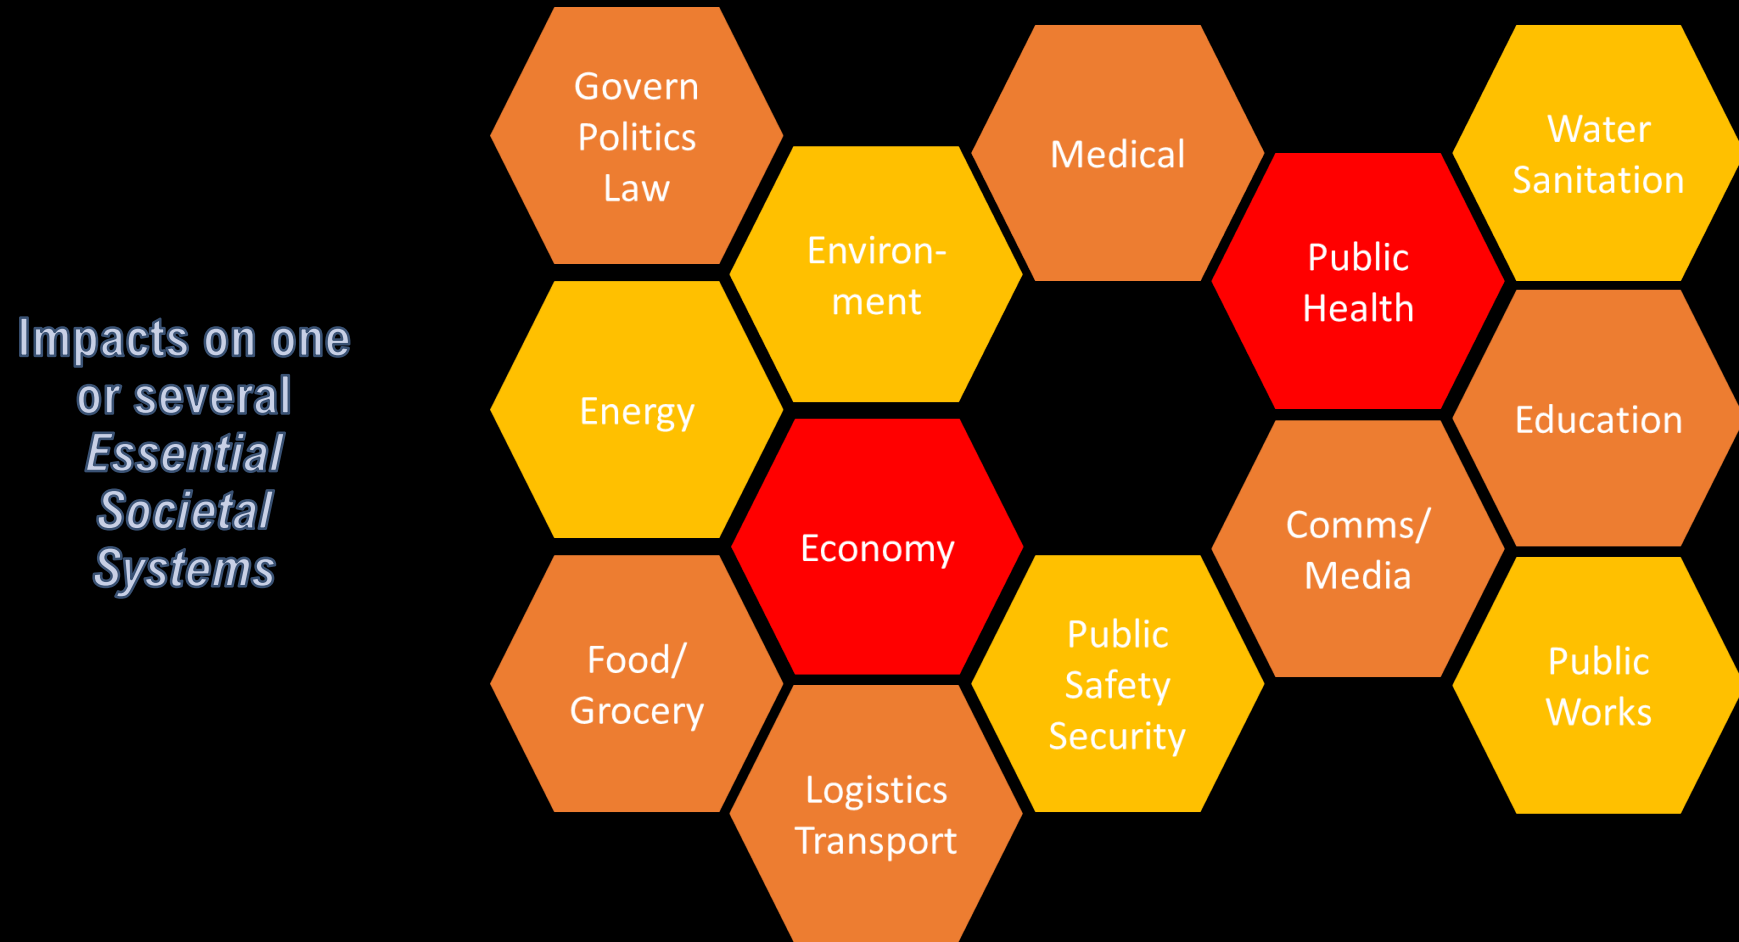 Impacts on one
or several
Essential
Societal
Systems
Govern
Politics
Law
Environ-
ment
Medical
Public
Health
Water
Sanitation
Energy
Economy
Education
Comms/
Media
Food/
Grocery
Logistics
Transport
Public
Safety
Security
Public
Works